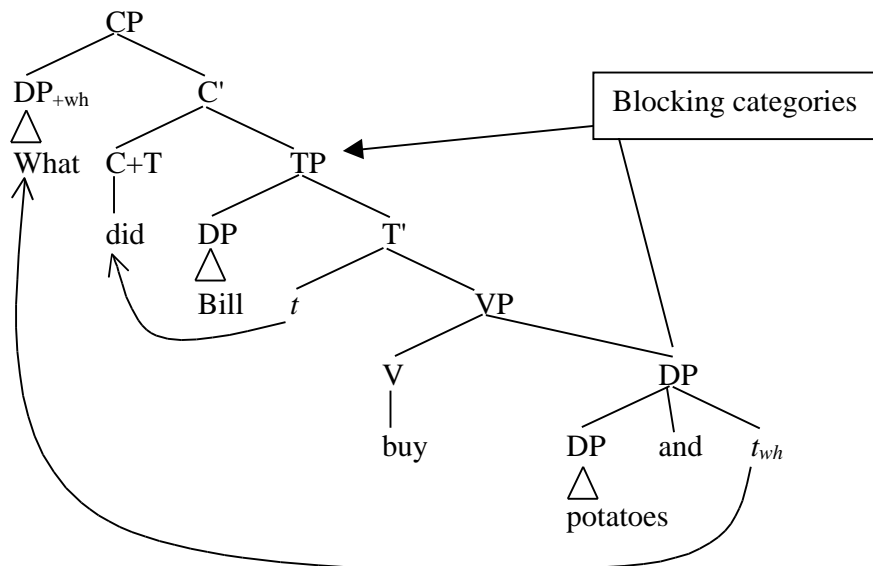 CP
DP+wh C'
Blocking categories
What C+T TP
did DP T'
Bill t VP
V DP
buy DP and twh
potatoes